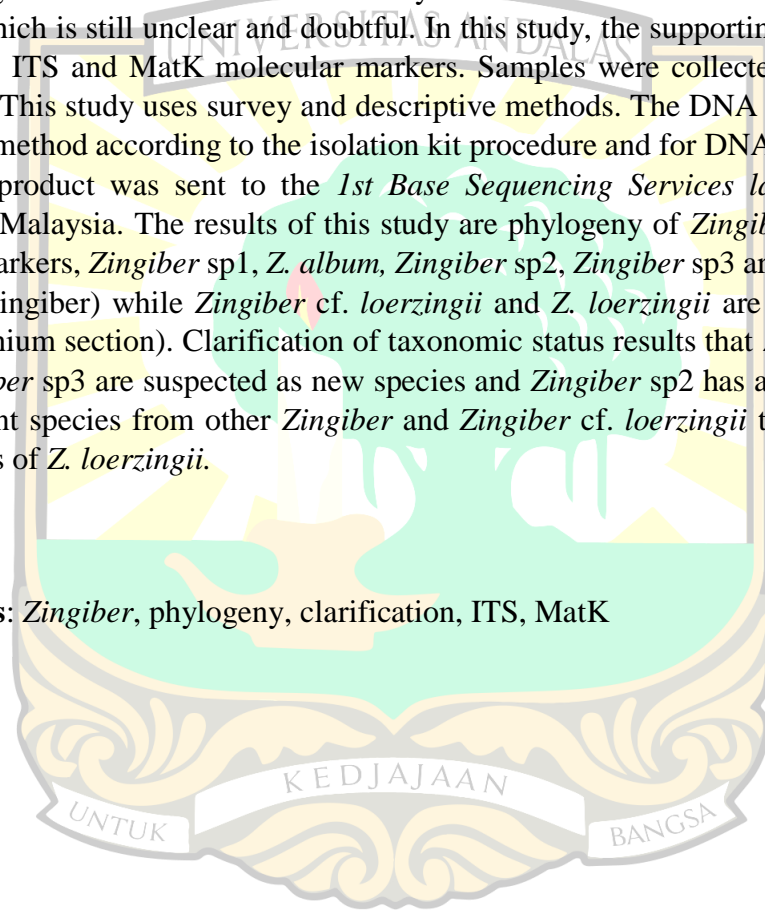 which is still unclear and doubtful. In this study, the supportin
ITS and MatK molecular markers. Samples were collecte
This study uses survey and descriptive methods. The DNA
method according to the isolation kit procedure and for DNA
product was sent to the 1st Base Sequencing Services la
Malaysia. The results of this study are phylogeny of Zingib
arkers, Zingiber sp1, Z. album, Zingiber sp2, Zingiber sp3 ar
ingiber) while Zingiber cf. loerzingii and Z. loerzingii are
nium section). Clarification of taxonomic status results that
ber sp3 are suspected as new species and Zingiber sp2 has a
nt species from other Zingiber and Zingiber cf. loerzingii t
s of Z. loerzingii.
s: Zingiber, phylogeny, clarification, ITS, MatK
UNIVERSITAS ANDALAS
KEDJAJAAN
UNTUK BANGSA